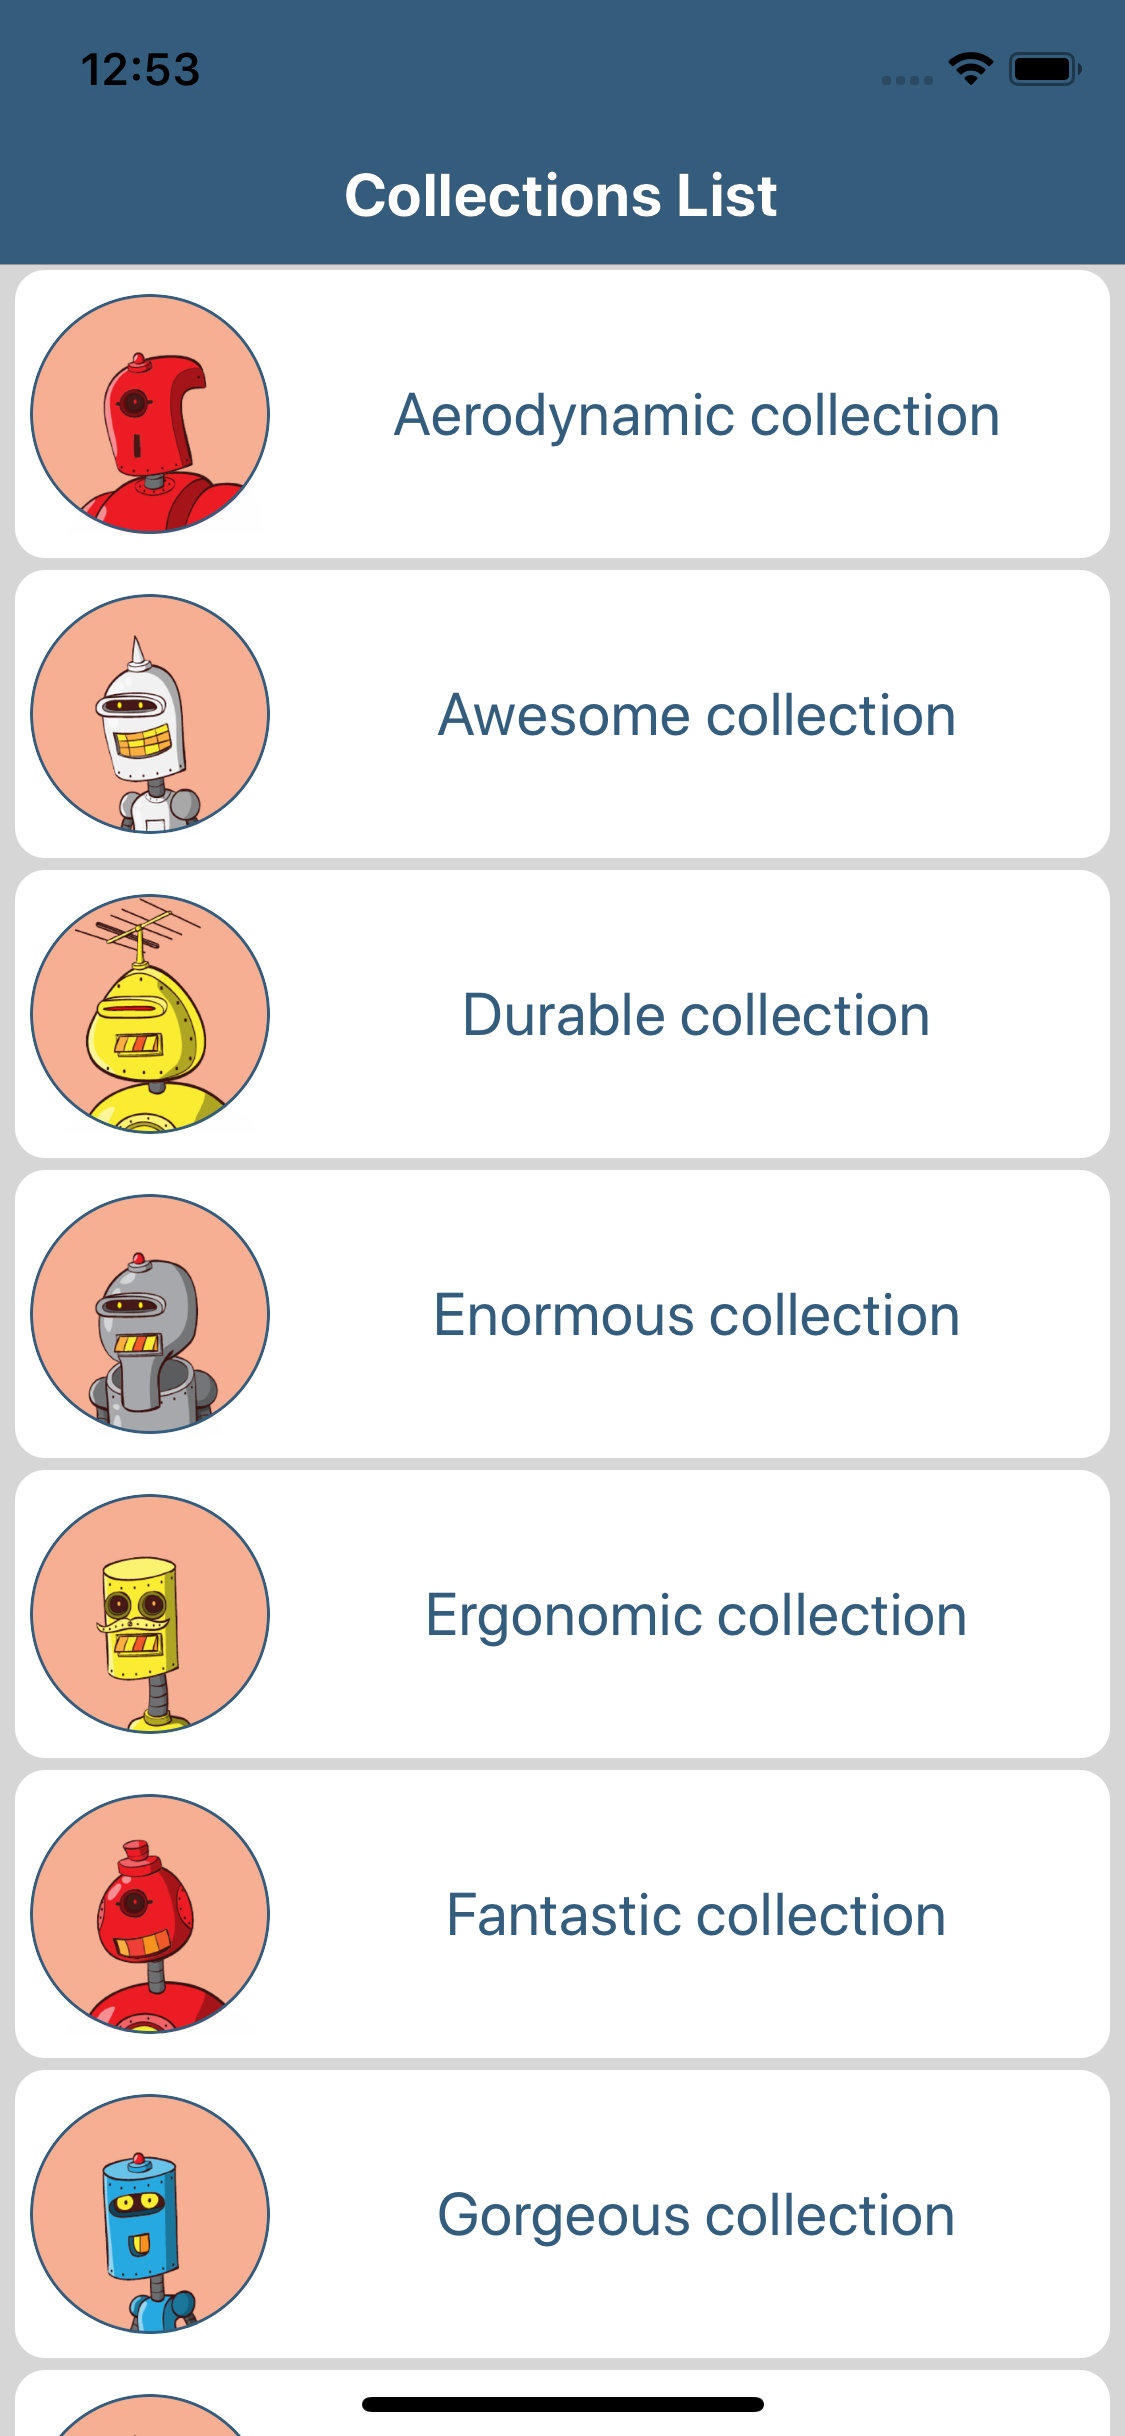 12:53
Collections List
Aerodynamic collection
Awesome collection
Durable collection
Enormous collection
Ergonomic collection
Fantastic collection
Gorgeous collection